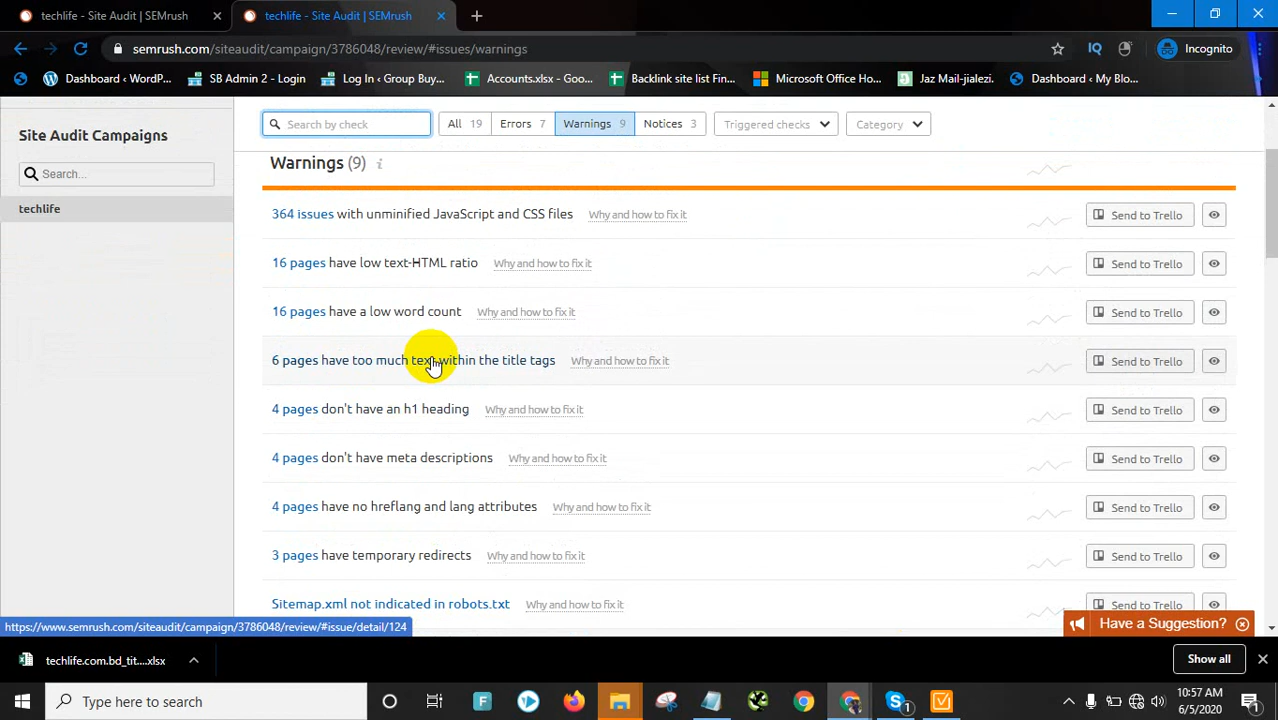 techlife - Site Audit | SEMrush
techlife - Site Audit | SEMrush
semrush.com/siteaudit/campaign/3786048/review/#issues/warnings
IQ
Incognito
Dashboard ‹ WordP...
SB Admin 2 - Login
Log In ‹ Group Buy...
Accounts.xlsx - Goo...
Backlink site list Fin...
Microsoft Office Ho...
Jaz Mail-jialezi.
Dashboard ‹ My Blo...
Site Audit Campaigns
Search...
techlife
Search by check
All 19
Errors 7
Warnings 9
Notices 3
Triggered checks
Category
Warnings (9) i
364 issues with unminified JavaScript and CSS files Why and how to fix it Send to Trello
16 pages have low text-HTML ratio Why and how to fix it Send to Trello
16 pages have a low word count Why and how to fix it Send to Trello
6 pages have too much text within the title tags Why and how to fix it Send to Trello
4 pages don't have an h1 heading Why and how to fix it Send to Trello
4 pages don't have meta descriptions Why and how to fix it Send to Trello
4 pages have no hreflang and lang attributes Why and how to fix it Send to Trello
3 pages have temporary redirects Why and how to fix it Send to Trello
Sitemap.xml not indicated in robots.txt Why and how to fix it Send to Trello
Have a Suggestion?
https://www.semrush.com/siteaudit/campaign/3786048/review/#issue/detail/124
techlife.com.bd_tit....xlsx
Show all
Type here to search
F
S
1
10:57 AM
6/5/2020
1